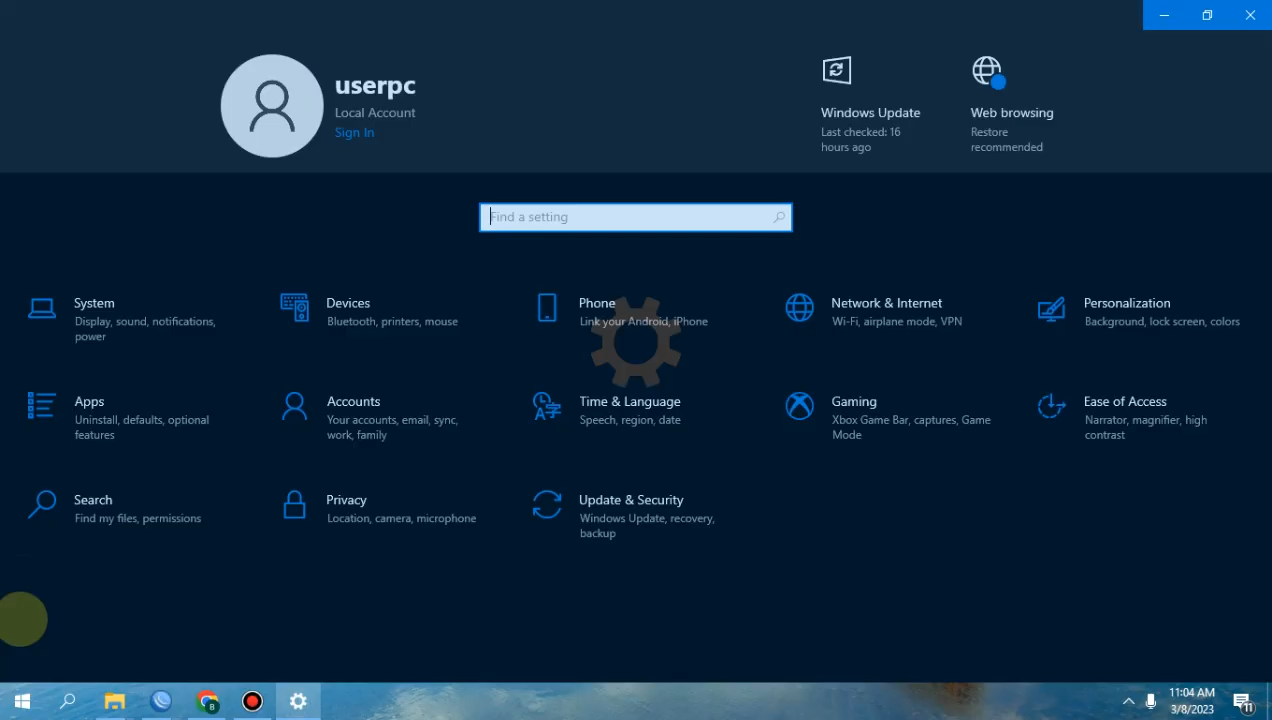 userpc
Local Account
Sign In
Windows Update
Last checked: 16
hours ago
Web browsing
Restore
recommended
Find a setting
System
Display, sound, notifications,
power
Devices
Bluetooth, printers, mouse
Phone
Link your Android, iPhone
Network & Internet
Wi-Fi, airplane mode, VPN
Personalization
Background, lock screen, colors
Apps
Uninstall, defaults, optional
features
Accounts
Your accounts, email, sync,
work, family
Time & Language
Speech, region, date
Gaming
Xbox Game Bar, captures, Game
Mode
Ease of Access
Narrator, magnifier, high
contrast
Search
Find my files, permissions
Privacy
Location, camera, microphone
Update & Security
Windows Update, recovery,
backup
11:04 AM
3/8/2023
11